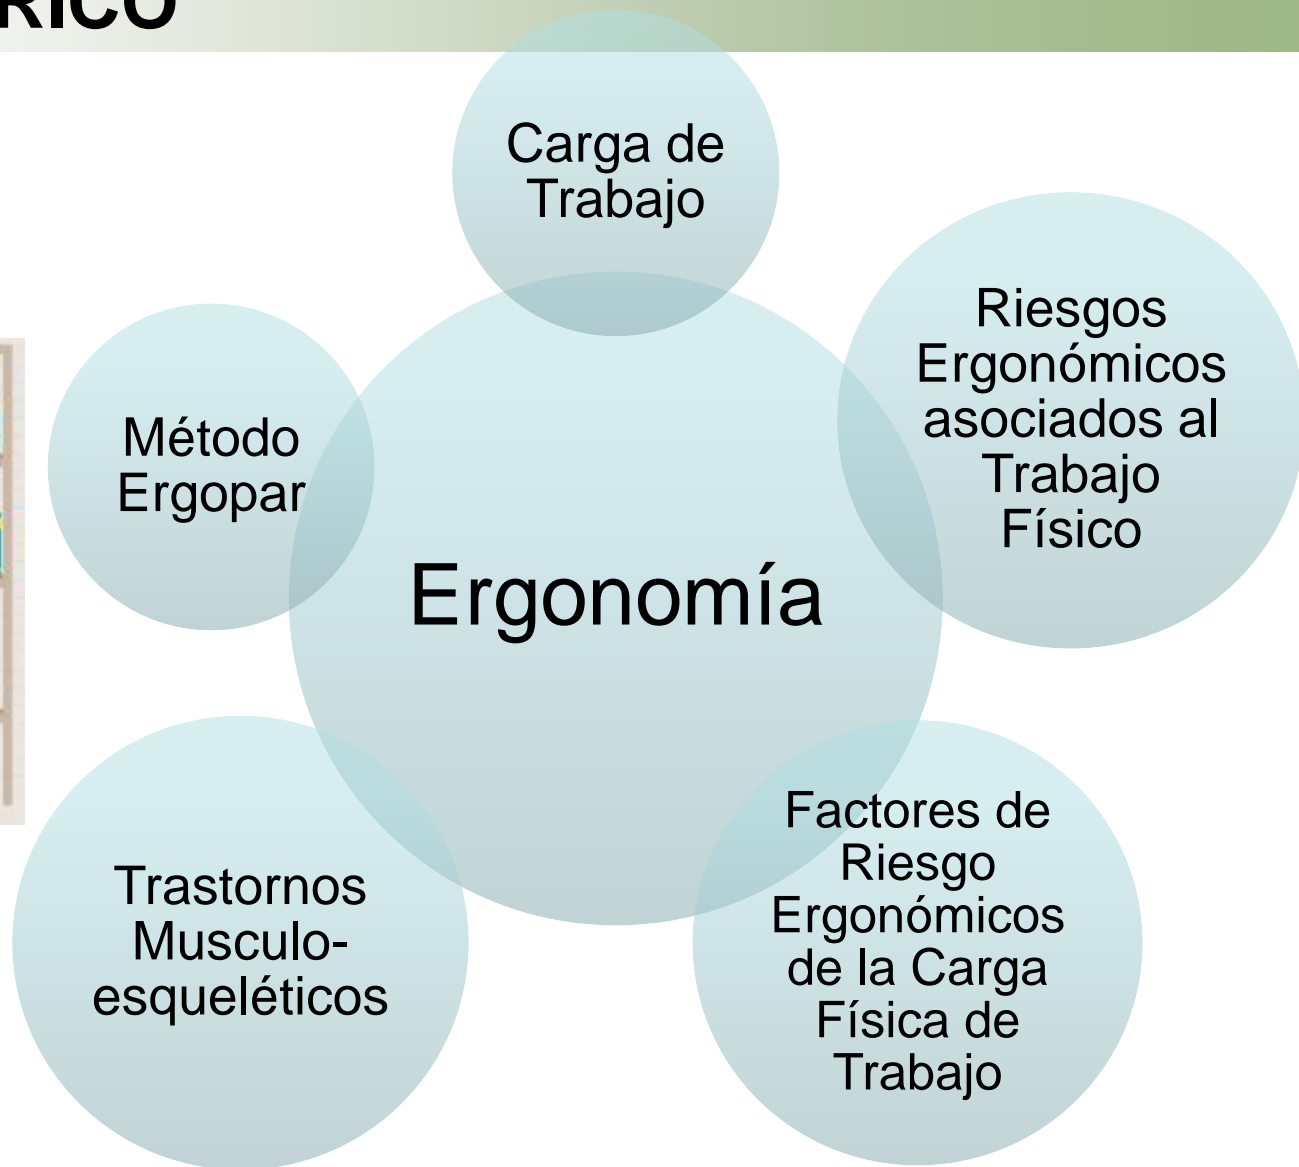 RICO
Carga de
Trabajo
Riesgos
Ergonómicos
asociados al
Trabajo
Físico
Método
Ergopar
Ergonomía
Factores de
Riesgo
Ergonómicos
de la Carga
Física de
Trabajo
Trastornos
Musculo-
esqueléticos